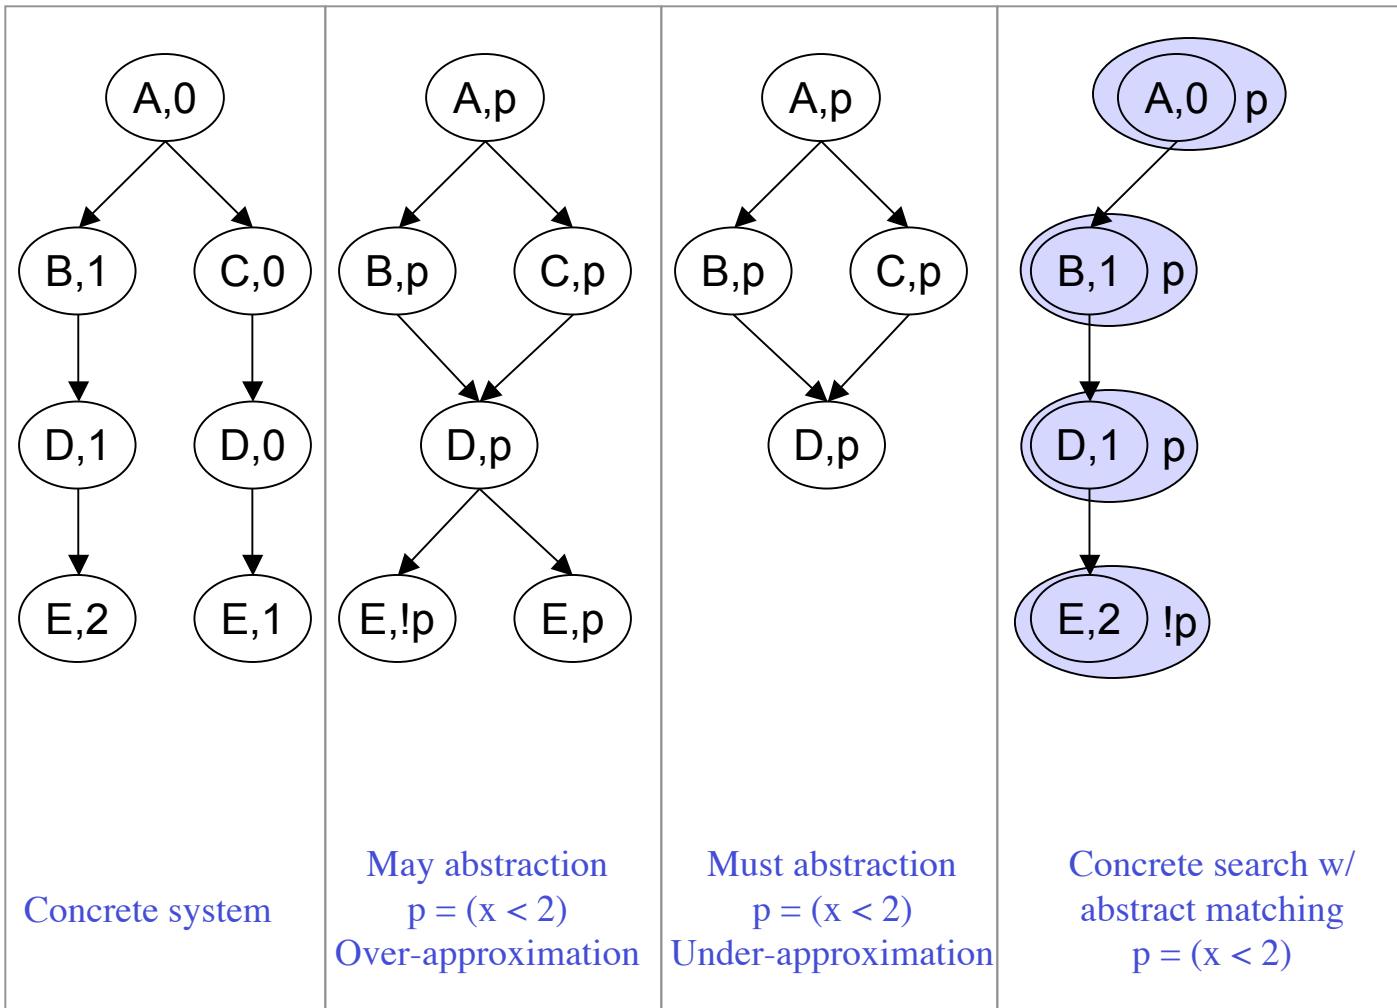 A,0
B,1
C,0
D,1
D,0
E,2
E,1
Concrete system
A,p
B,p
C,p
D,p
E,!p
E,p
May abstraction
p = (x < 2)
Over-approximation
A,p
B,p
C,p
D,p
Must abstraction
p = (x < 2)
Under-approximation
A,0 p
B,1 p
D,1 p
E,2 !p
Concrete search w/
abstract matching
p = (x < 2)